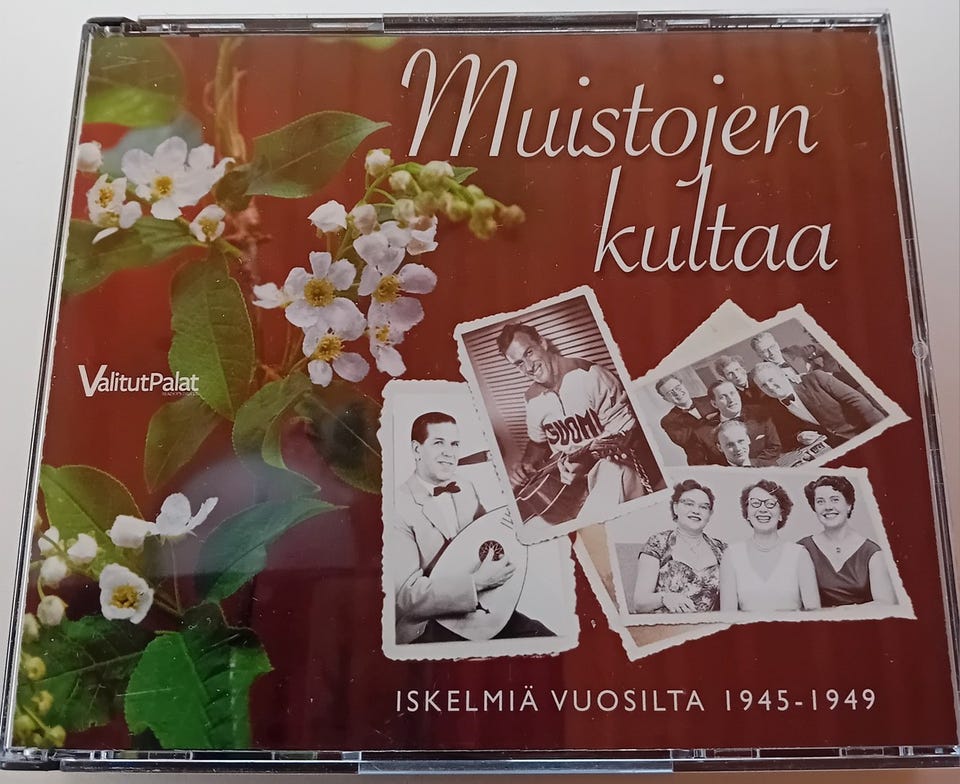 Muistojen
kultaa
ValitutPalat
SUOMI
ISKELMIÄ VUOSILTA 1945-1949